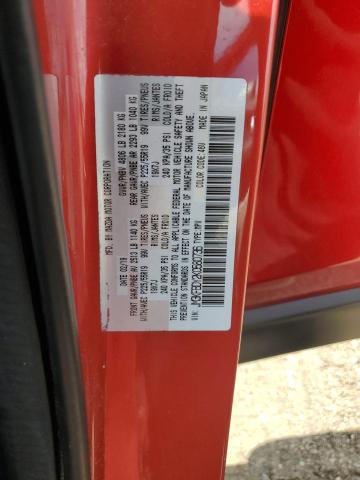 MFD. BY MAZDA MOTOR CORPORATION
DATE: 02/19 GVWR/PNBV 4806 LB 2180 KG
FRONT GAWR/PNBE AV 2513 LB 1140 KG REAR GAWR/PNBE AR 2293 LB 1040 KG
WITH/AVEC P225/55R19 99V TIRES/PNEUS WITH/AVEC P225/55R19 99V TIRES/PNEUS
19X7J RIMS/JANTES 19X7J RIMS/JANTES
240 KPA/35 PSI COLD/A FROID 240 KPA/35 PSI COLD/A FROID
THIS VEHICLE CONFORMS TO ALL APPLICABLE FEDERAL MOTOR VEHICLE SAFETY AND THEFT
PREVENTION STANDARDS IN EFFECT ON THE DATE OF MANUFACTURE SHOWN ABOVE.
TYPE: MPV COLOR CODE: 46V
VIN: